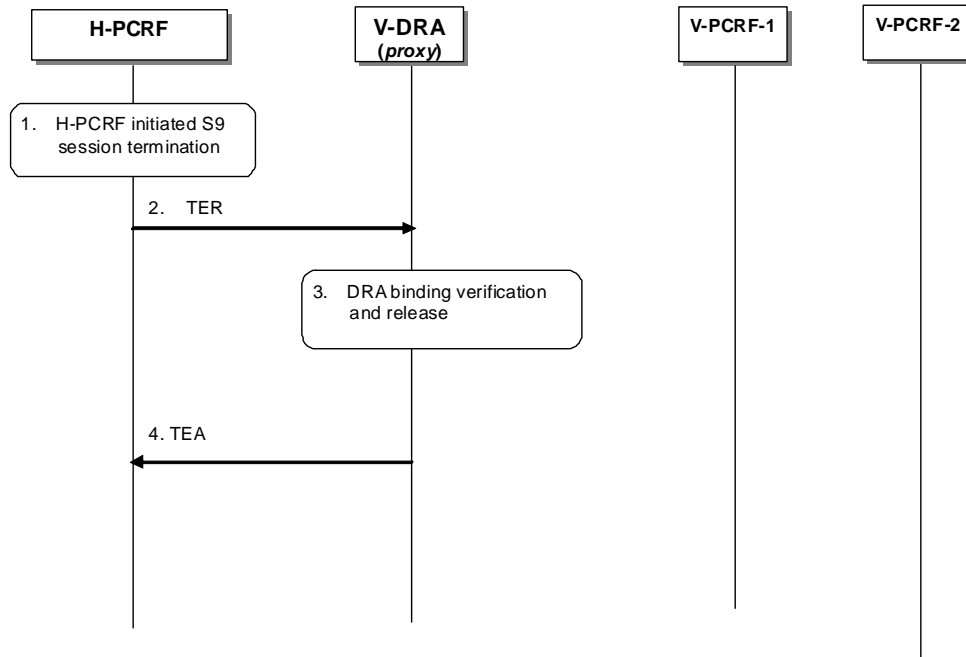 H-PCRF
V-DRA
(proxy)
V-PCRF-1
V-PCRF-2
1. H-PCRF initiated S9
session termination
2. TER
3. DRA binding verification
and release
4. TEA